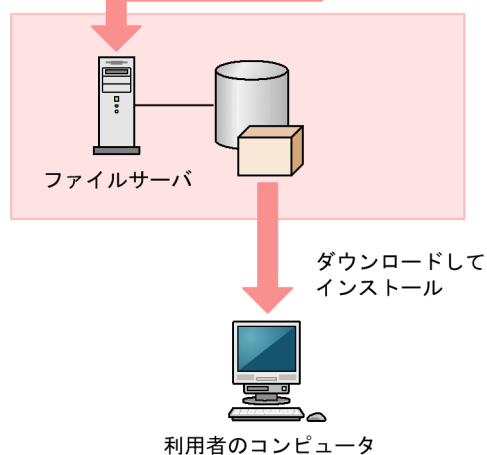 ファイルサーバ
ダウンロードして
インストール
利用者のコンピュータ